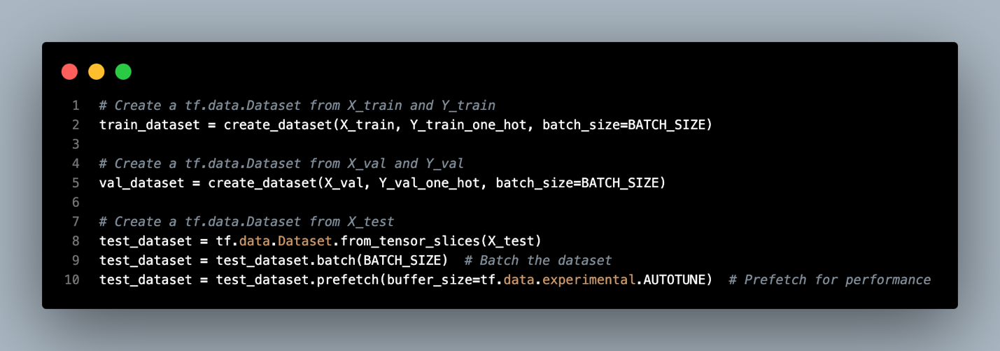 1 # Create a tf.data.Dataset from X_train and Y_train
2 train_dataset = create_dataset(X_train, Y_train_one_hot, batch_size=BATCH_SIZE)
3
4 # Create a tf.data.Dataset from X_val and Y_val
5 val_dataset = create_dataset(X_val, Y_val_one_hot, batch_size=BATCH_SIZE)
6
7 # Create a tf.data.Dataset from X_test
8 test_dataset = tf.data.Dataset.from_tensor_slices(X_test)
9 test_dataset = test_dataset.batch(BATCH_SIZE)  # Batch the dataset
10 test_dataset = test_dataset.prefetch(buffer_size=tf.data.experimental.AUTOTUNE)  # Prefetch for performance